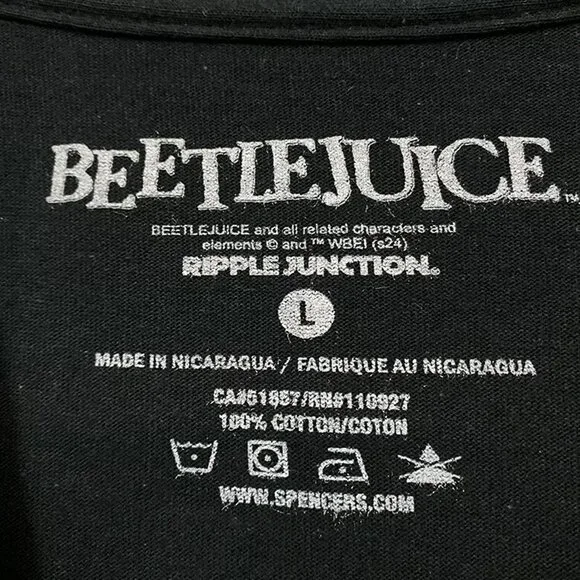 BEETLEJUICE™
BEETLEJUICE and all related characters and
elements © and ™ WBEI (s24)
RIPPLE JUNCTION®
L
MADE IN NICARAGUA / FABRIQUE AU NICARAGUA
CA#51857/RN#110927
100% COTTON/COTON
WWW.SPENCERS.COM